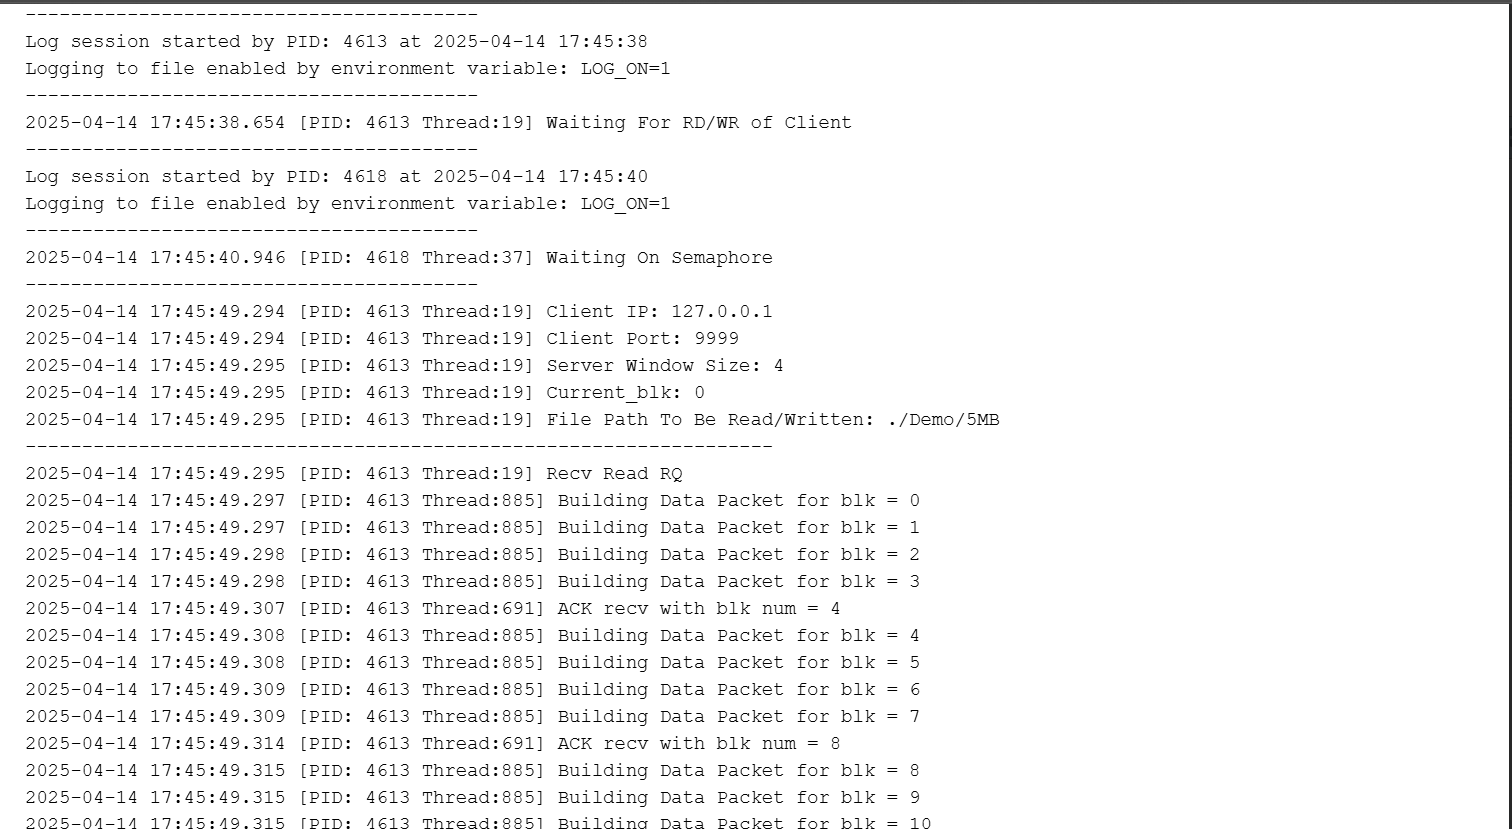 ----------------------------------------
Log session started by PID: 4613 at 2025-04-14 17:45:38
Logging to file enabled by environment variable: LOG_ON=1
----------------------------------------
2025-04-14 17:45:38.654 [PID: 4613 Thread:19] Waiting For RD/WR of Client
----------------------------------------
Log session started by PID: 4618 at 2025-04-14 17:45:40
Logging to file enabled by environment variable: LOG_ON=1
----------------------------------------
2025-04-14 17:45:40.946 [PID: 4618 Thread:37] Waiting On Semaphore
----------------------------------------
2025-04-14 17:45:49.294 [PID: 4613 Thread:19] Client IP: 127.0.0.1
2025-04-14 17:45:49.294 [PID: 4613 Thread:19] Client Port: 9999
2025-04-14 17:45:49.295 [PID: 4613 Thread:19] Server Window Size: 4
2025-04-14 17:45:49.295 [PID: 4613 Thread:19] Current_blk: 0
2025-04-14 17:45:49.295 [PID: 4613 Thread:19] File Path To Be Read/Written: ./Demo/5MB
------------------------------------------------------------------
2025-04-14 17:45:49.295 [PID: 4613 Thread:19] Recv Read RQ
2025-04-14 17:45:49.297 [PID: 4613 Thread:885] Building Data Packet for blk = 0
2025-04-14 17:45:49.297 [PID: 4613 Thread:885] Building Data Packet for blk = 1
2025-04-14 17:45:49.298 [PID: 4613 Thread:885] Building Data Packet for blk = 2
2025-04-14 17:45:49.298 [PID: 4613 Thread:885] Building Data Packet for blk = 3
2025-04-14 17:45:49.307 [PID: 4613 Thread:691] ACK recv with blk num = 4
2025-04-14 17:45:49.308 [PID: 4613 Thread:885] Building Data Packet for blk = 4
2025-04-14 17:45:49.308 [PID: 4613 Thread:885] Building Data Packet for blk = 5
2025-04-14 17:45:49.309 [PID: 4613 Thread:885] Building Data Packet for blk = 6
2025-04-14 17:45:49.309 [PID: 4613 Thread:885] Building Data Packet for blk = 7
2025-04-14 17:45:49.314 [PID: 4613 Thread:691] ACK recv with blk num = 8
2025-04-14 17:45:49.315 [PID: 4613 Thread:885] Building Data Packet for blk = 8
2025-04-14 17:45:49.315 [PID: 4613 Thread:885] Building Data Packet for blk = 9
2025-04-14 17:45:49.315 [PID: 4613 Thread:885] Building Data Packet for blk = 10